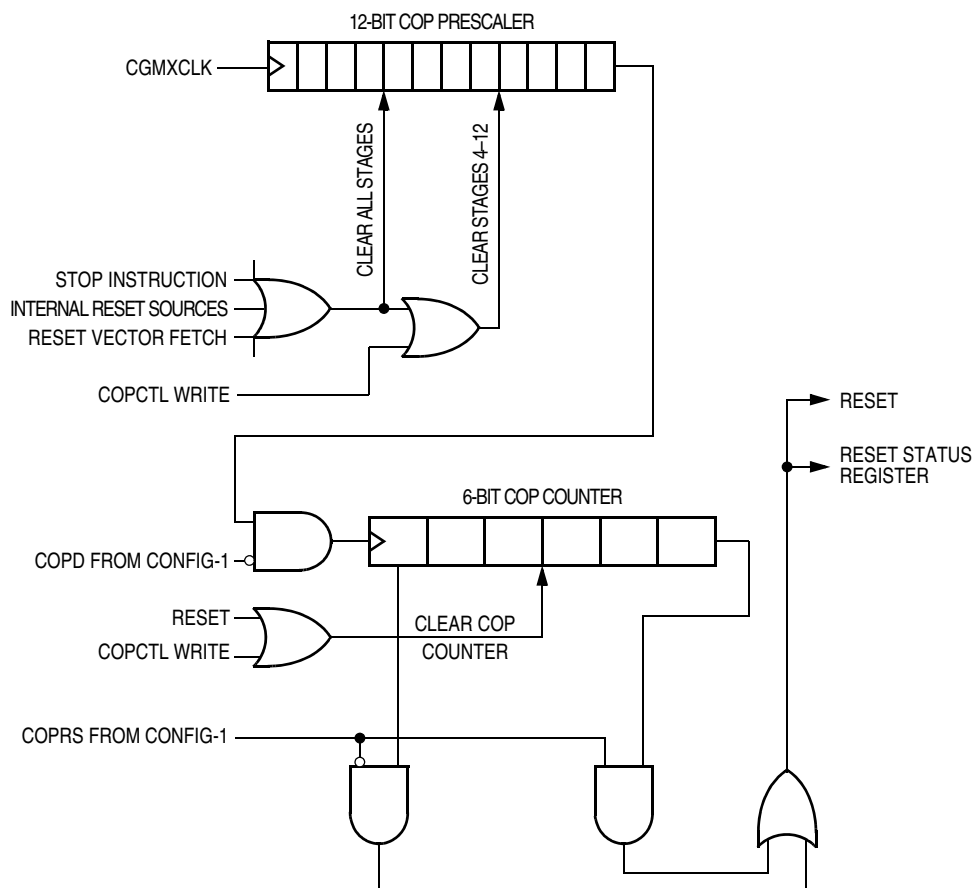 12-BIT COP PRESCALER
CGMXCLK
CLEAR ALL STAGES
CLEAR STAGES 4–12
STOP INSTRUCTION
INTERNAL RESET SOURCES
RESET VECTOR FETCH
COPCTL WRITE
RESET
RESET STATUS
REGISTER
6-BIT COP COUNTER
COPD FROM CONFIG-1
RESET
CLEAR COP
COUNTER
COPCTL WRITE
COPRS FROM CONFIG-1